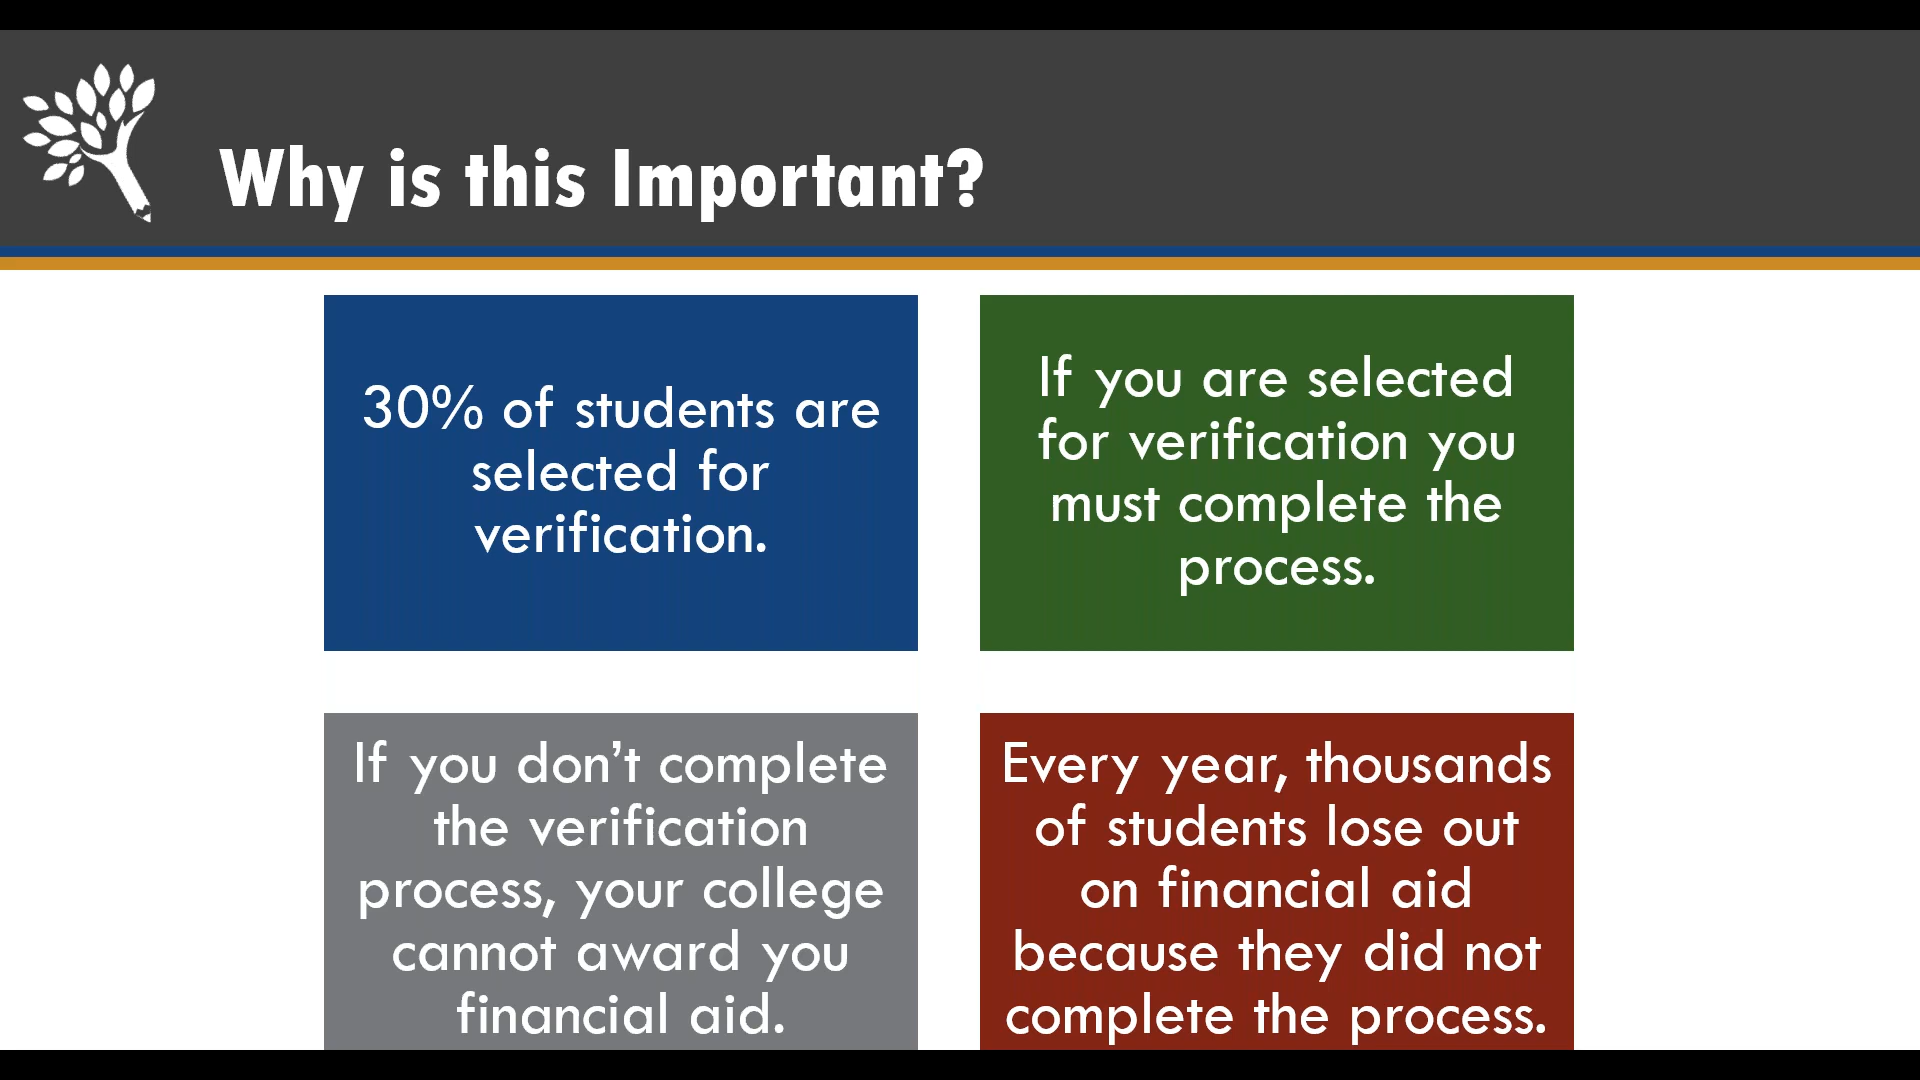 Why is this Important?
30% of students are
selected for
verification.
If you are selected
for verification you
must complete the
process.
If you don’t complete
the verification
process, your college
cannot award you
financial aid.
Every year, thousands
of students lose out
on financial aid
because they did not
complete the process.